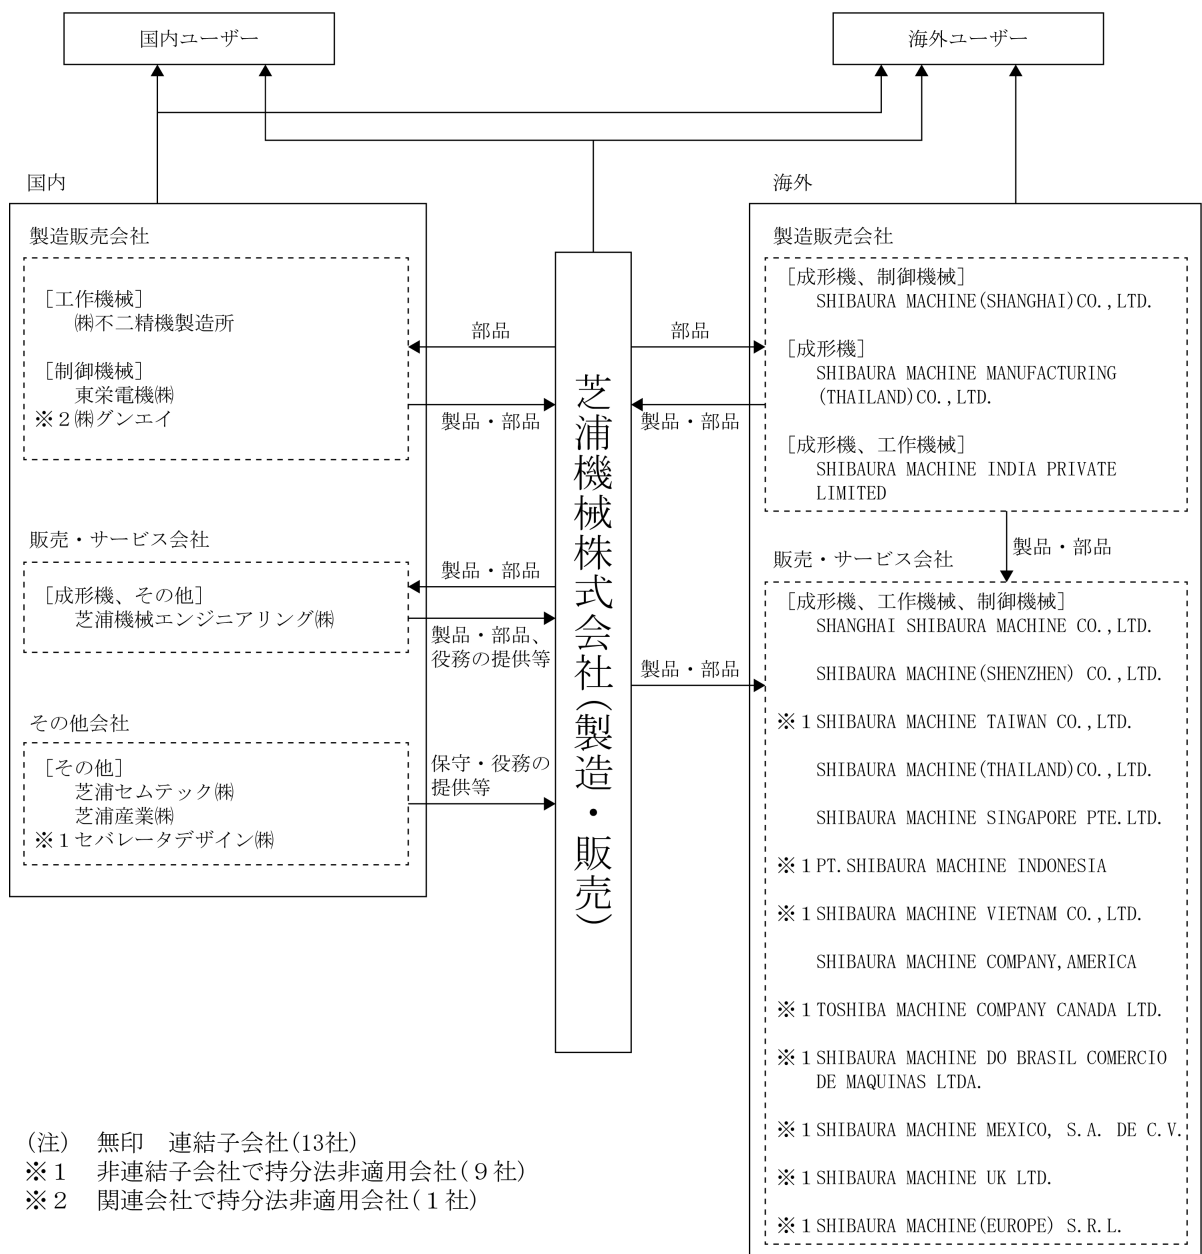 国内ユーザー
海外ユーザー
国内
製造販売会社
[工作機械]
㈱不二精機製造所
[制御機械]
東栄電機㈱
※2㈱グンエイ
販売・サービス会社
[成形機、その他]
芝浦機械エンジニアリング㈱
その他会社
[その他]
芝浦セムテック㈱
芝浦産業㈱
※1セパレータデザイン㈱
部品
製品・部品
製品・部品
製品・部品、
役務の提供等
保守・役務の
提供等
芝浦機械株式会社(製造・販売)
部品
製品・部品
製品・部品
海外
製造販売会社
[成形機、制御機械]
SHIBAURA MACHINE(SHANGHAI)CO.,LTD.
[成形機]
SHIBAURA MACHINE MANUFACTURING
(THAILAND)CO.,LTD.
[成形機、工作機械]
SHIBAURA MACHINE INDIA PRIVATE
LIMITED
製品・部品
販売・サービス会社
[成形機、工作機械、制御機械]
SHANGHAI SHIBAURA MACHINE CO.,LTD.
SHIBAURA MACHINE(SHENZHEN) CO.,LTD.
※1 SHIBAURA MACHINE TAIWAN CO.,LTD.
SHIBAURA MACHINE(THAILAND)CO.,LTD.
SHIBAURA MACHINE SINGAPORE PTE.LTD.
※1 PT.SHIBAURA MACHINE INDONESIA
※1 SHIBAURA MACHINE VIETNAM CO.,LTD.
SHIBAURA MACHINE COMPANY,AMERICA
※1 TOSHIBA MACHINE COMPANY CANADA LTD.
※1 SHIBAURA MACHINE DO BRASIL COMERCIO
DE MAQUINAS LTDA.
※1 SHIBAURA MACHINE MEXICO, S.A. DE C.V.
※1 SHIBAURA MACHINE UK LTD.
※1 SHIBAURA MACHINE(EUROPE) S.R.L.
(注) 無印 連結子会社(13社)
※1 非連結子会社で持分法非適用会社(9社)
※2 関連会社で持分法非適用会社(1社)